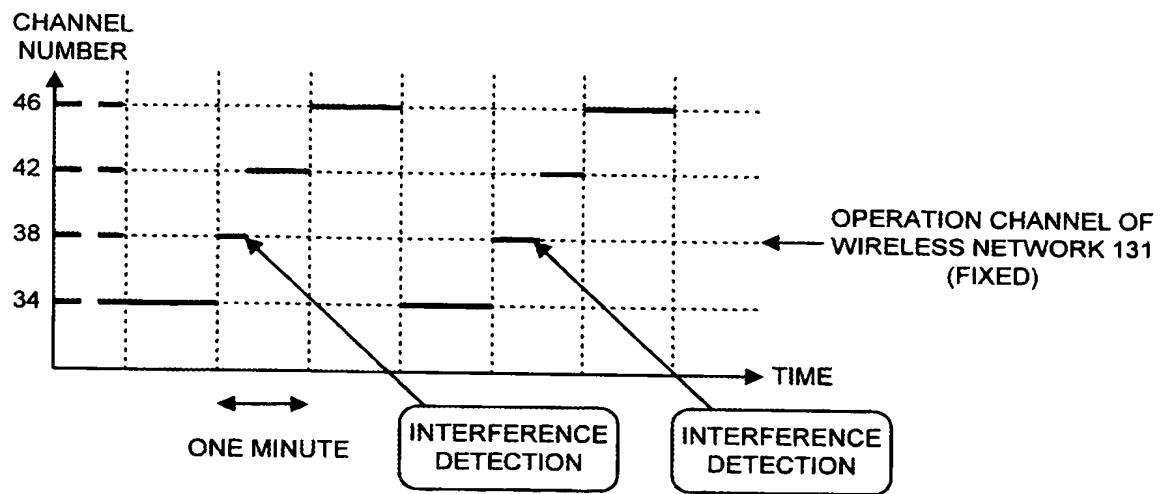 CHANNEL
NUMBER
46
42
38
34
OPERATION CHANNEL OF
WIRELESS NETWORK 131
(FIXED)
TIME
ONE MINUTE
INTERFERENCE
DETECTION
INTERFERENCE
DETECTION